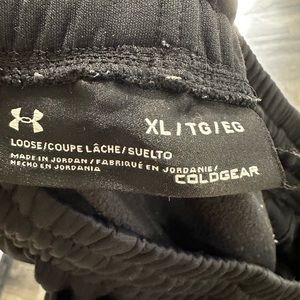 XL/TG/EG
LOOSE/COUPE LÂCHE/SUELTO
MADE IN JORDAN/FABRIQUÉ EN JORDANIE/
HECHO EN JORDANIA
COLDGEAR